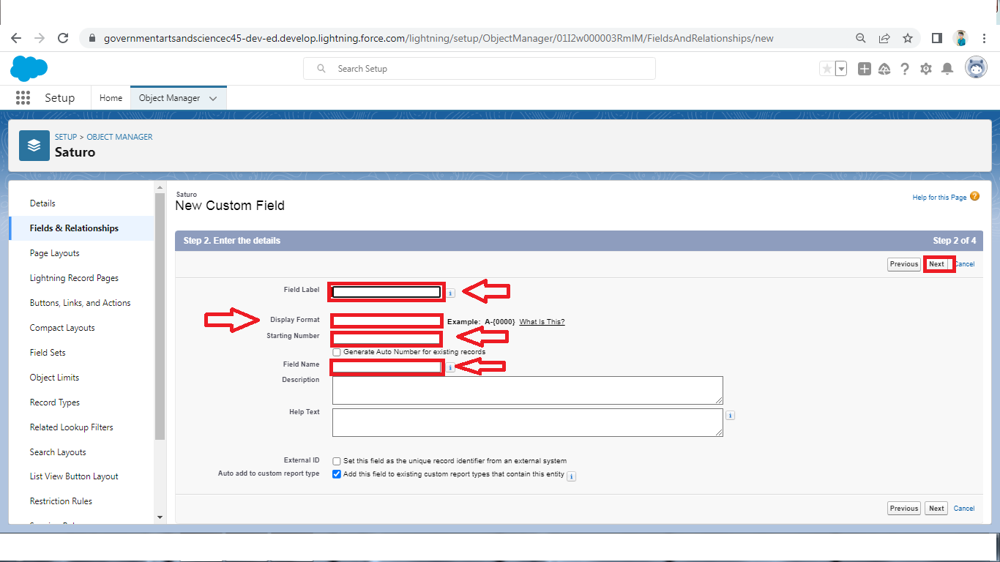 governmentartsandsciencec45-dev-ed.develop.lightning.force.com/lightning/setup/ObjectManager/01I2w000003RmIM/FieldsAndRelationships/new
Search Setup
Setup
Home
Object Manager
SETUP > OBJECT MANAGER
Saturo
Details
Fields & Relationships
Page Layouts
Lightning Record Pages
Buttons, Links, and Actions
Compact Layouts
Field Sets
Object Limits
Record Types
Related Lookup Filters
Search Layouts
List View Button Layout
Restriction Rules
Saturo
New Custom Field
Help for this Page
Step 2. Enter the details
Step 2 of 4
Previous
Next
Cancel
Field Label
Display Format
Example: A-{0000} What Is This?
Starting Number
Generate Auto Number for existing records
Field Name
Description
Help Text
External ID
Set this field as the unique record identifier from an external system
Auto add to custom report type
Add this field to existing custom report types that contain this entity
Previous
Next
Cancel